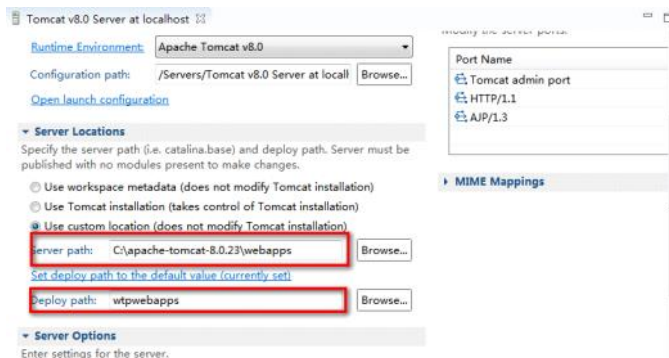 Tomcat v8.0 Server at localhost
Runtime Environment: Apache Tomcat v8.0
Configuration path: /Servers/Tomcat v8.0 Server at locall Browse...
Open launch configuration
Server Locations
Specify the server path (i.e. catalina.base) and deploy path. Server must be
published with no modules present to make changes.
Use workspace metadata (does not modify Tomcat installation)
Use Tomcat installation (takes control of Tomcat installation)
Use custom location (does not modify Tomcat installation)
Server path: C:\apache-tomcat-8.0.23\webapps Browse...
Set deploy path to the default value (currently set)
Deploy path: wtpwebapps Browse...
Server Options
Enter settings for the server.
Modify the server ports.
Port Name
Tomcat admin port
HTTP/1.1
AJP/1.3
MIME Mappings